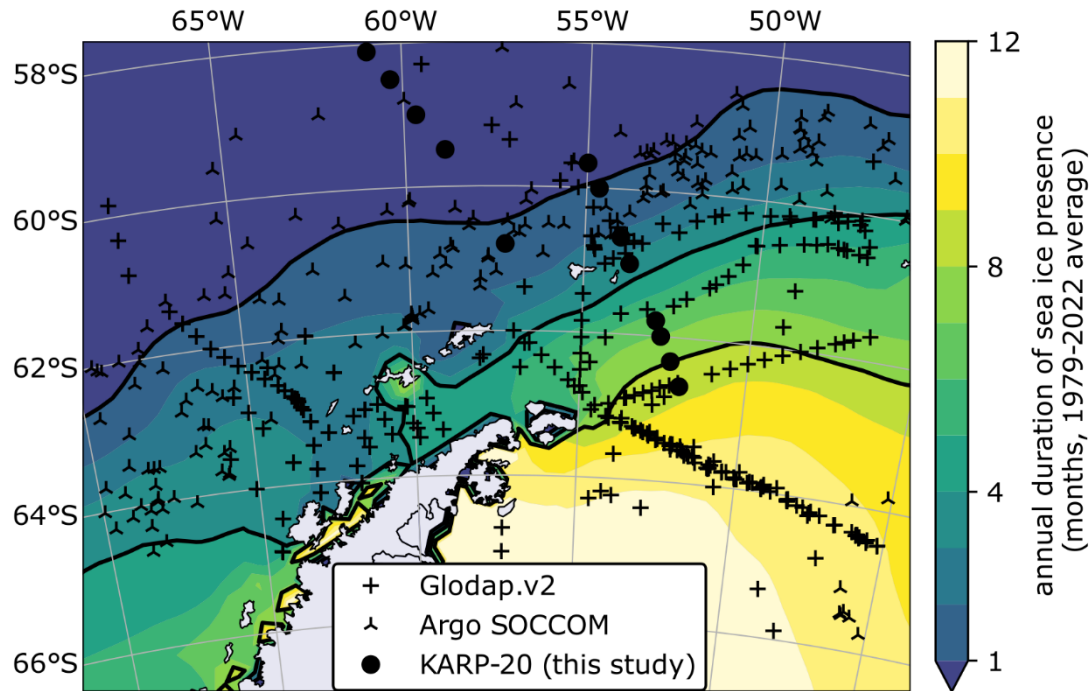 65°W 60°W 55°W 50°W
58°S
60°S
62°S
64°S
66°S
Glodap.v2
Argo SOCCOM
KARP-20 (this study)
12
8
4
1
annual duration of sea ice presence
(months, 1979-2022 average)